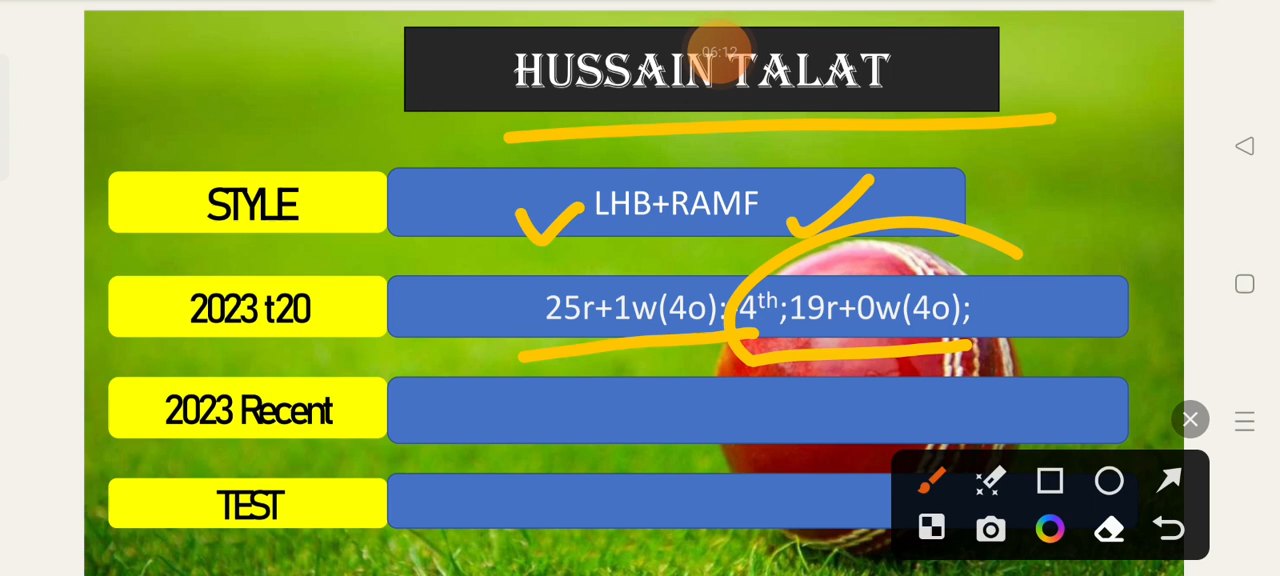 06:12
HUSSAIN TALAT
STYLE LHB+RAMF
2023 t20 25r+1w(4o); 4th;19r+0w(4o);
2023 Recent
TEST